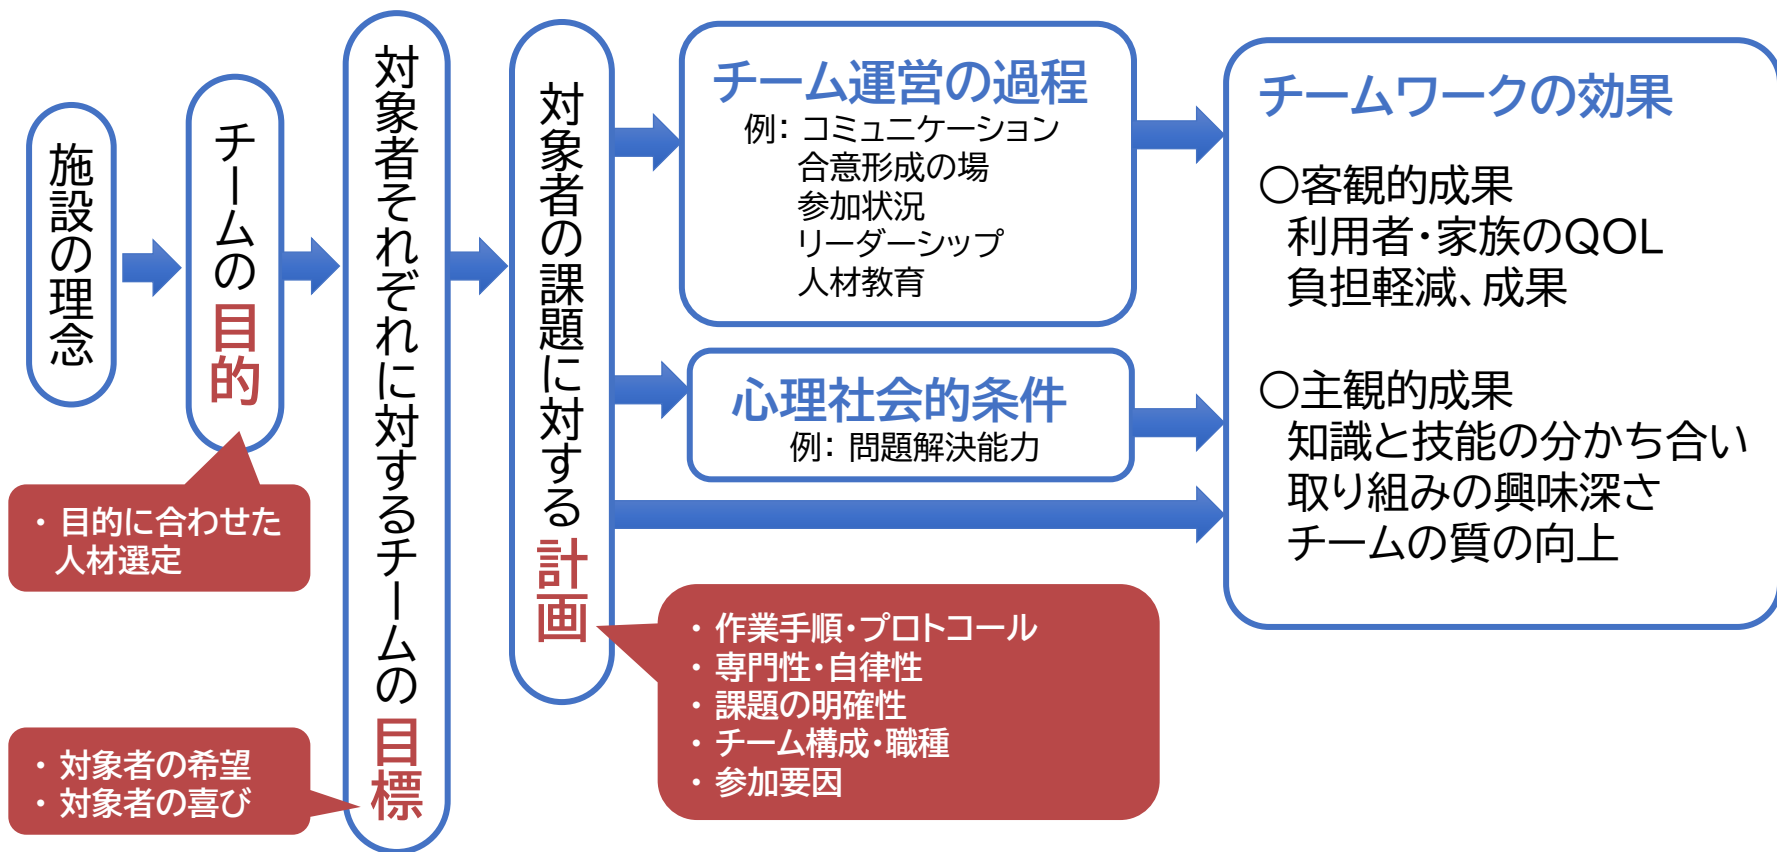 施設の理念
チームの目的
・目的に合わせた
人材選定
対象者それぞれに対するチームの目標
・対象者の希望
・対象者の喜び
対象者の課題に対する計画
・作業手順・プロトコール
・専門性・自律性
・課題の明確性
・チーム構成・職種
・参加要因
チーム運営の過程
例：コミュニケーション
合意形成の場
参加状況
リーダーシップ
人材教育
心理社会的条件
例：問題解決能力
チームワークの効果
〇客観的成果
利用者・家族のQOL
負担軽減、成果
〇主観的成果
知識と技能の分かち合い
取り組みの興味深さ
チームの質の向上